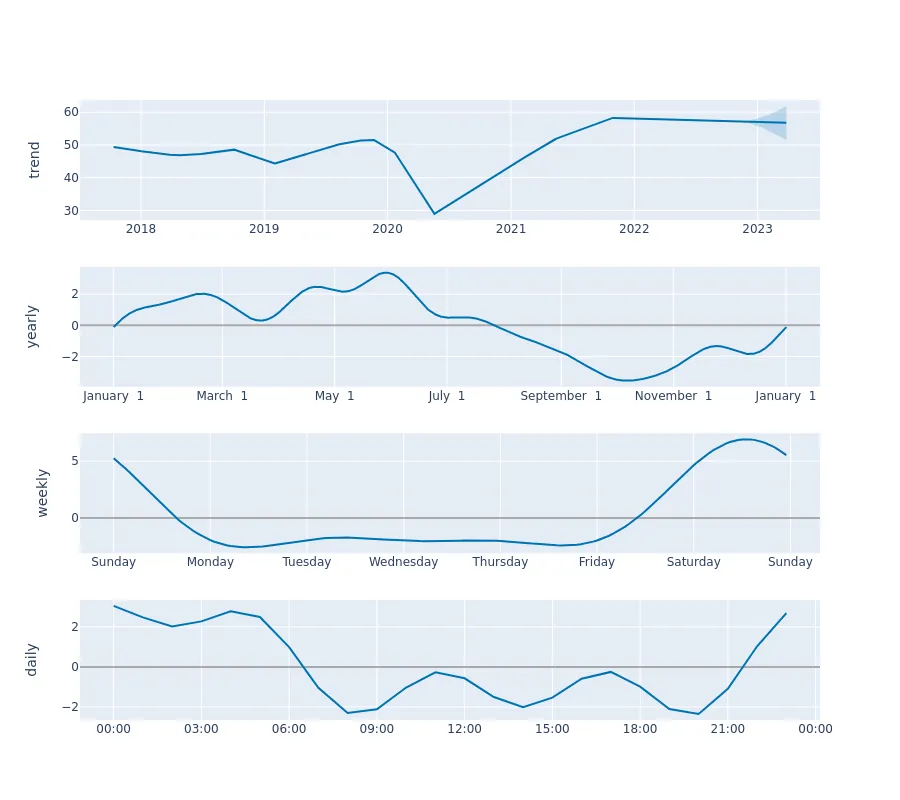 trend
60
50
40
30
2018 2019 2020 2021 2022 2023
yearly
2
0
−2
January 1 March 1 May 1 July 1 September 1 November 1 January 1
weekly
5
0
Sunday Monday Tuesday Wednesday Thursday Friday Saturday Sunday
daily
2
0
−2
00:00 03:00 06:00 09:00 12:00 15:00 18:00 21:00 00:00